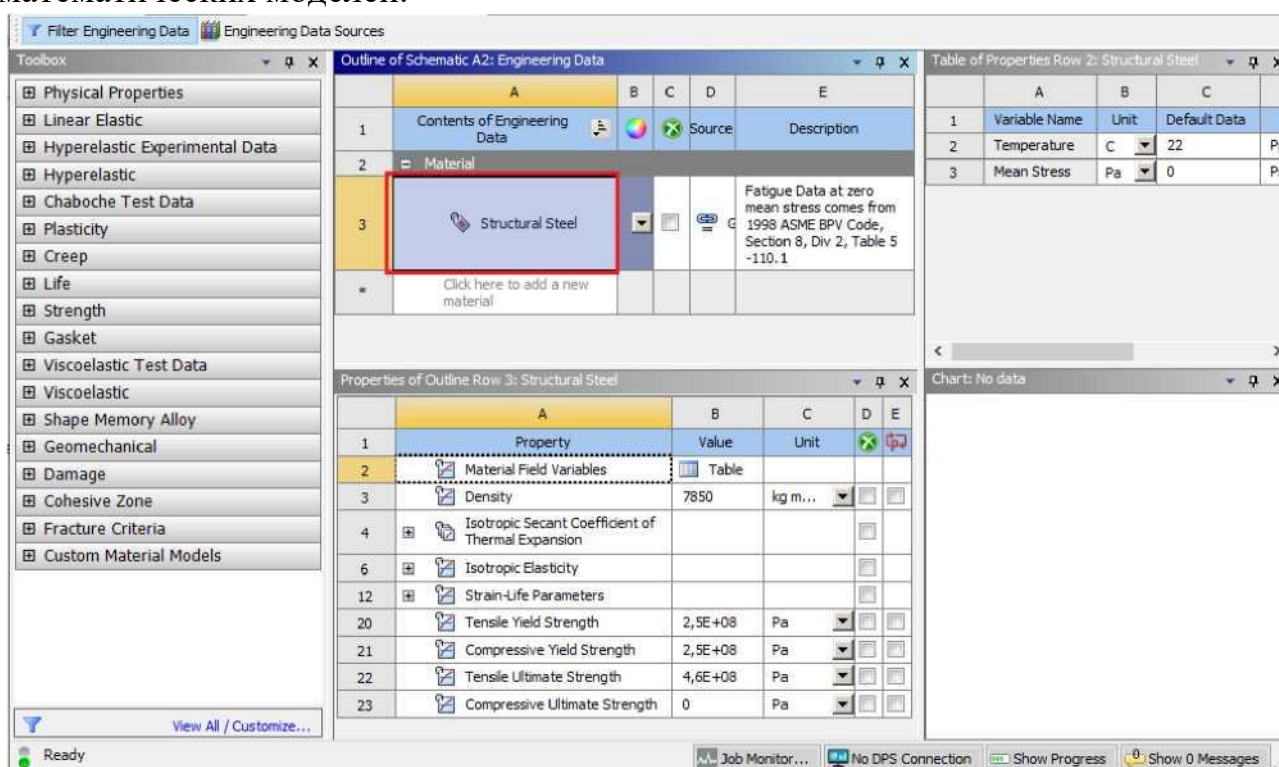 математических моделей.
Filter Engineering Data Engineering Data Sources
Toolbox
Physical Properties
Linear Elastic
Hyperelastic Experimental Data
Hyperelastic
Chaboche Test Data
Plasticity
Creep
Life
Strength
Gasket
Viscoelastic Test Data
Viscoelastic
Shape Memory Alloy
Geomechanical
Damage
Cohesive Zone
Fracture Criteria
Custom Material Models
View All / Customize...
Outline of Schematic A2: Engineering Data
A B C D E
1 Contents of Engineering
Data
Source Description
2 Material
3 Structural Steel
Fatigue Data at zero
mean stress comes from
1998 ASME BPV Code,
Section 8, Div 2, Table 5
-110.1
* Click here to add a new
material
Properties of Outline Row 3: Structural Steel
A B C D E
1 Property Value Unit
2 Material Field Variables Table
3 Density 7850 kg m...
4 Isotropic Secant Coefficient of
Thermal Expansion
6 Isotropic Elasticity
12 Strain-Life Parameters
20 Tensile Yield Strength 2,5E+08 Pa
21 Compressive Yield Strength 2,5E+08 Pa
22 Tensile Ultimate Strength 4,6E+08 Pa
23 Compressive Ultimate Strength 0 Pa
Table of Properties Row 2: Structural Steel
A B C
1 Variable Name Unit Default Data
2 Temperature C 22
3 Mean Stress Pa 0
Chart: No data
Ready
Job Monitor... No DPS Connection Show Progress Show 0 Messages